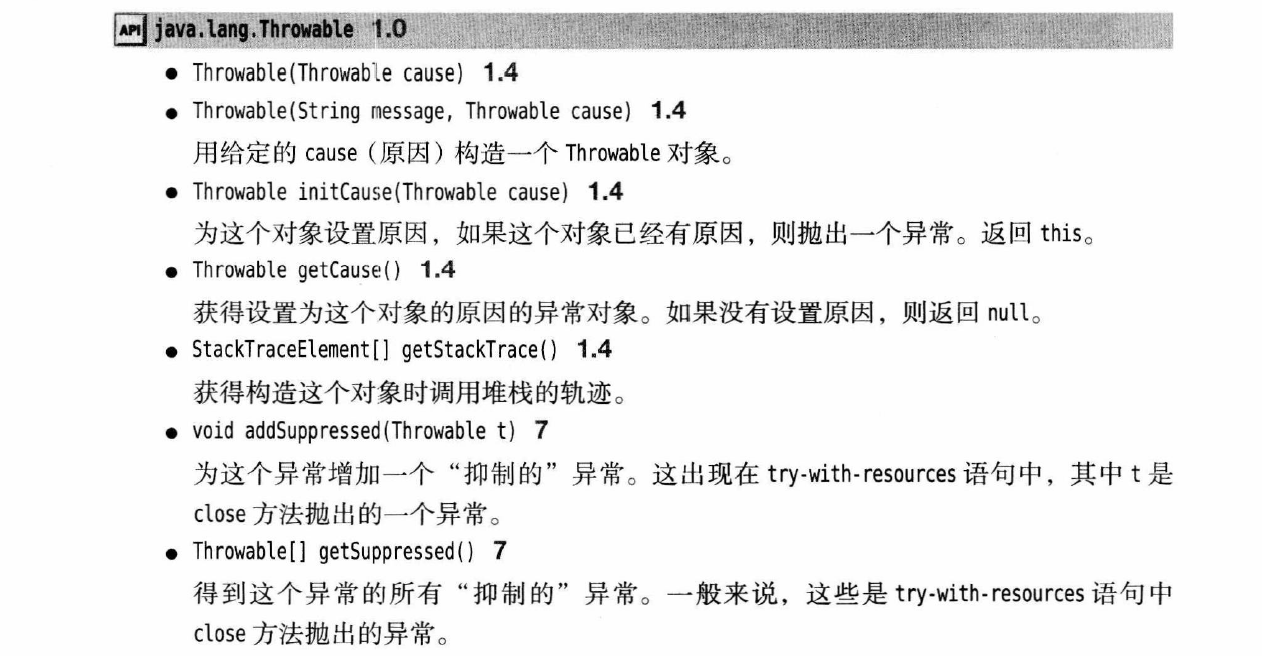 API java.lang.Throwable 1.0
● Throwable(Throwable cause) 1.4
● Throwable(String message, Throwable cause) 1.4
用给定的 cause（原因）构造一个 Throwable 对象。
● Throwable initCause(Throwable cause) 1.4
为这个对象设置原因，如果这个对象已经有原因，则抛出一个异常。返回 this。
● Throwable getCause() 1.4
获得设置为这个对象的原因的异常对象。如果没有设置原因，则返回 null。
● StackTraceElement[] getStackTrace() 1.4
获得构造这个对象时调用堆栈的轨迹。
● void addSuppressed(Throwable t) 7
为这个异常增加一个“抑制的”异常。这出现在 try-with-resources 语句中，其中 t 是
close 方法抛出的一个异常。
● Throwable[] getSuppressed() 7
得到这个异常的所有“抑制的”异常。一般来说，这些是 try-with-resources 语句中
close 方法抛出的异常。